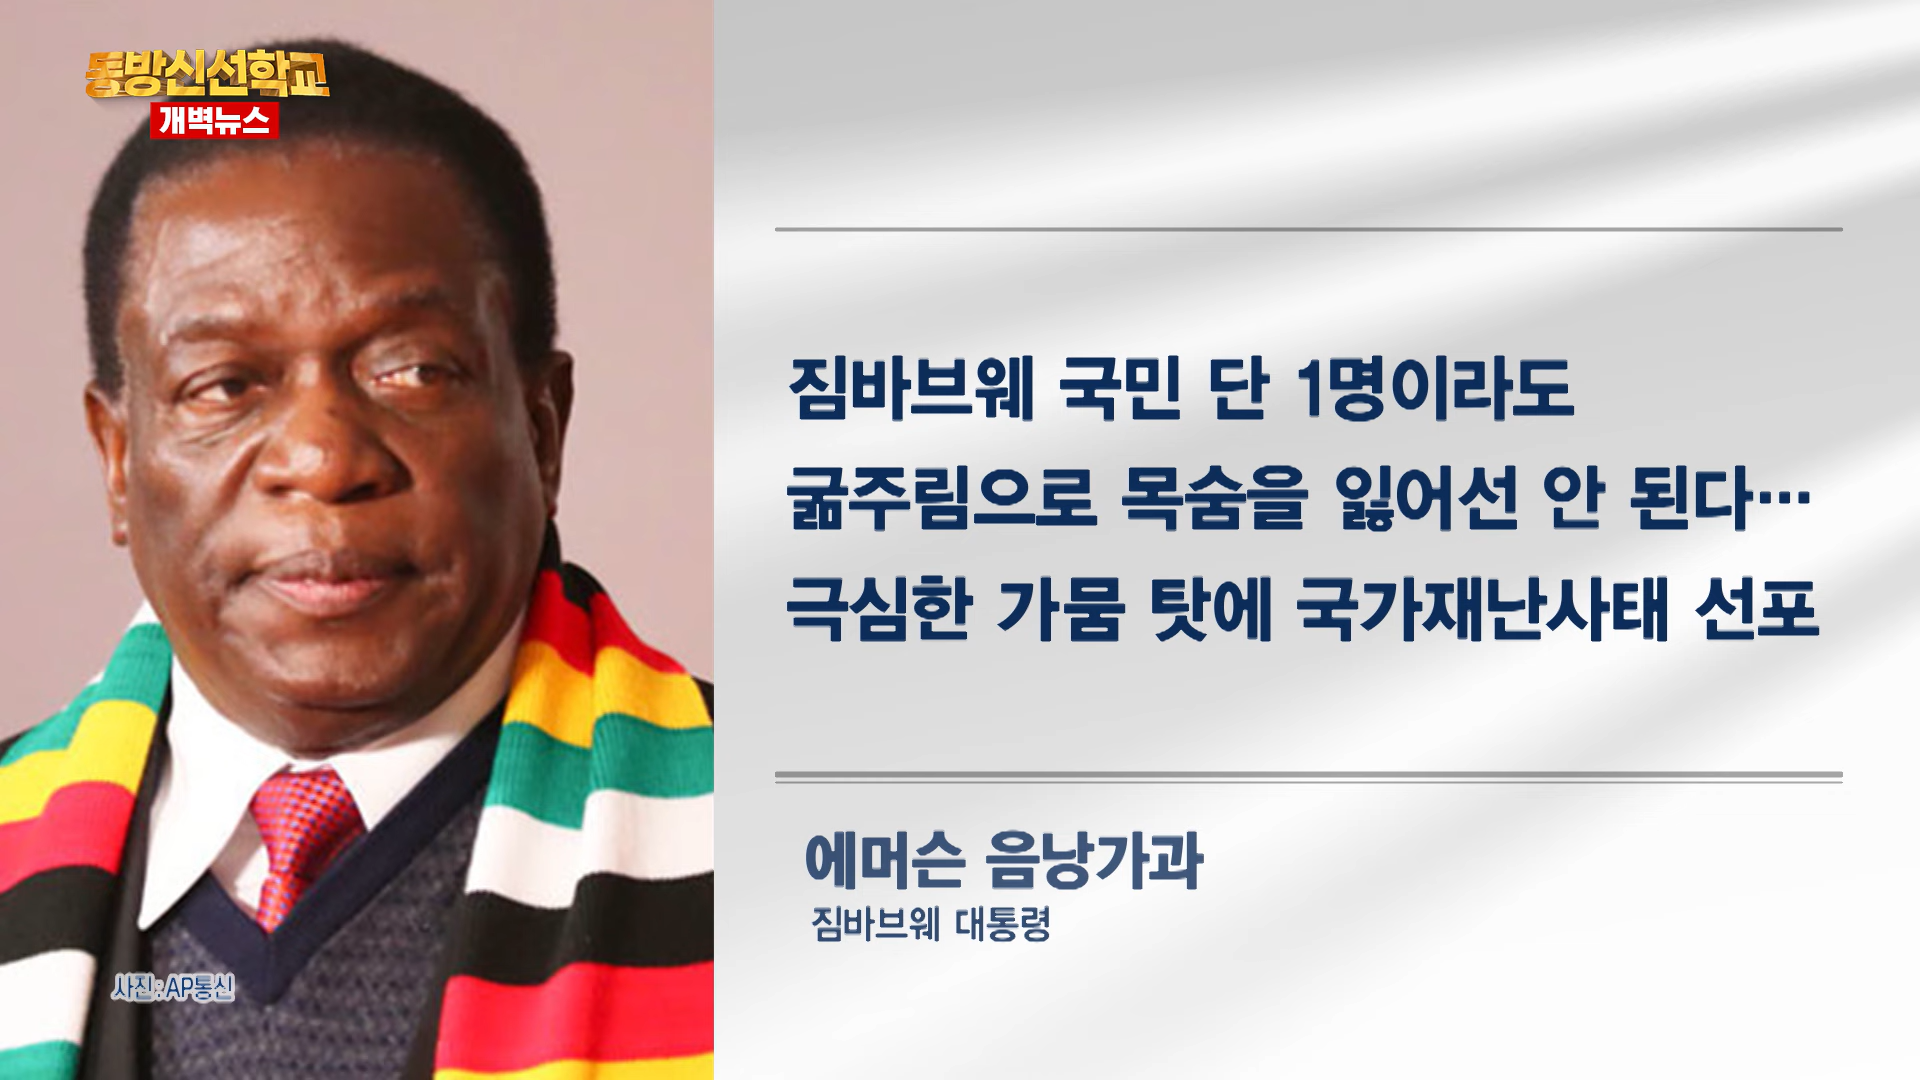 동방신선학교
개벽뉴스
짐바브웨 국민 단 1명이라도
굶주림으로 목숨을 잃어선 안 된다…
극심한 가뭄 탓에 국가재난사태 선포
에머슨 음낭가과
짐바브웨 대통령
사진:AP통신